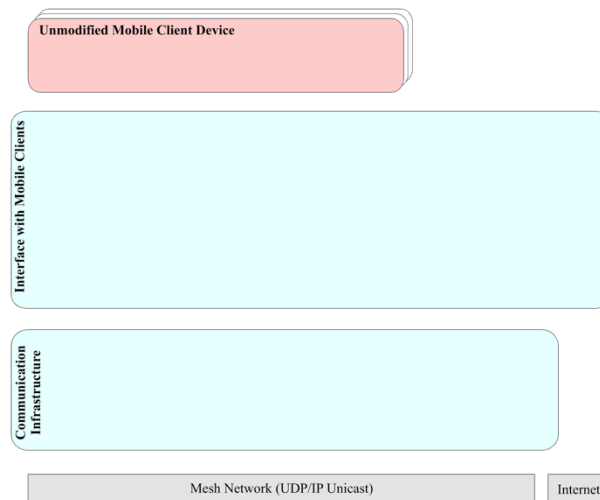 Unmodified Mobile Client Device
Interface with Mobile Clients
Communication
Infrastructure
Mesh Network (UDP/IP Unicast)
Internet